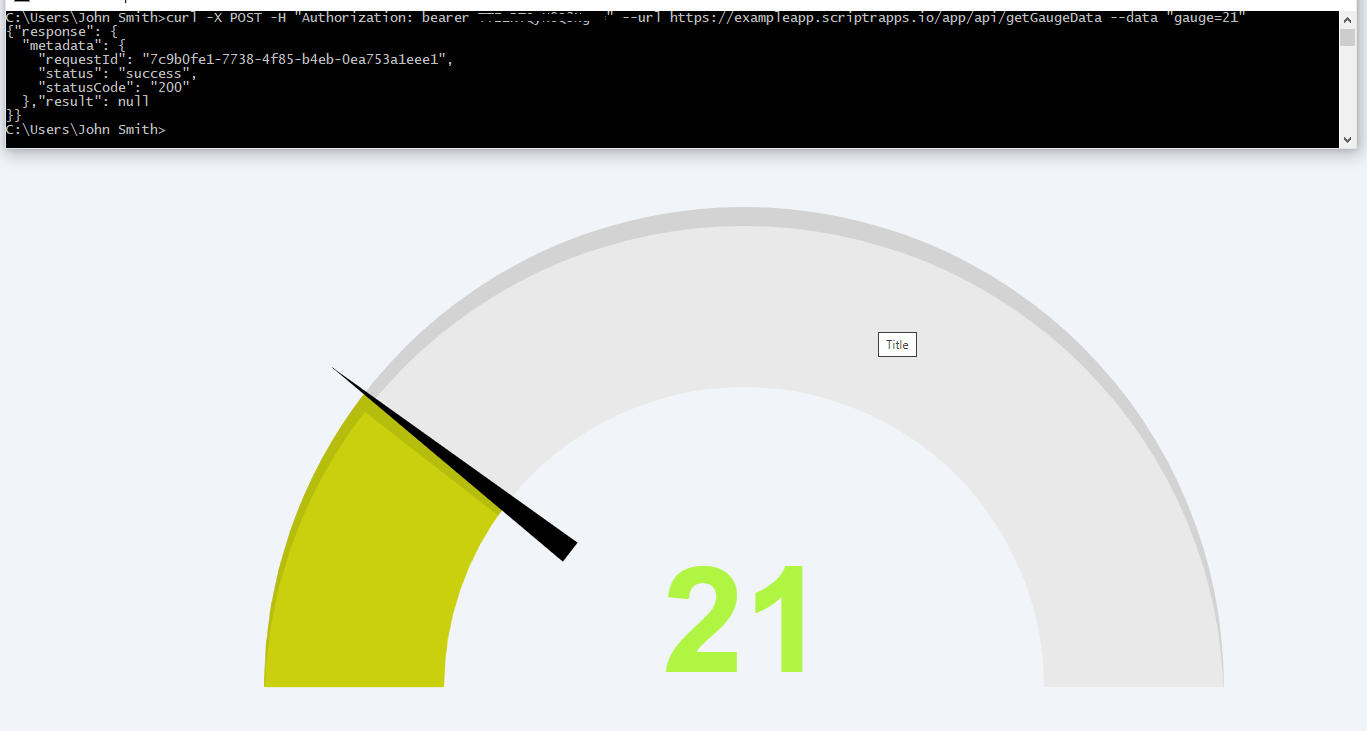 C:\Users\John Smith>curl -X POST -H "Authorization: bearer " --url https://exampleapp.scriptrapps.io/app/api/getGaugeData --data "gauge=21"
{"response": {
  "metadata": {
    "requestId": "7c9b0fe1-7738-4f85-b4eb-0ea753a1eee1",
    "status": "success",
    "statusCode": "200"
  },"result": null
}}
C:\Users\John Smith>
Title
21